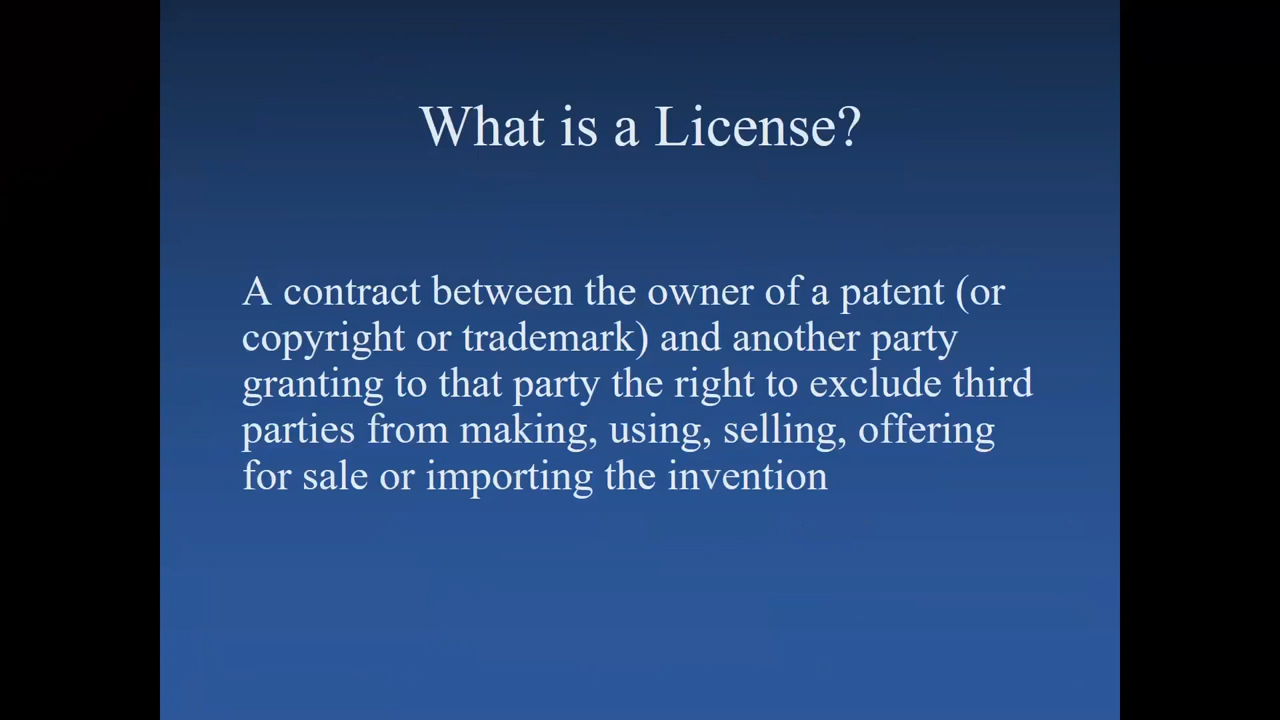 What is a License?
A contract between the owner of a patent (or
copyright or trademark) and another party
granting to that party the right to exclude third
parties from making, using, selling, offering
for sale or importing the invention